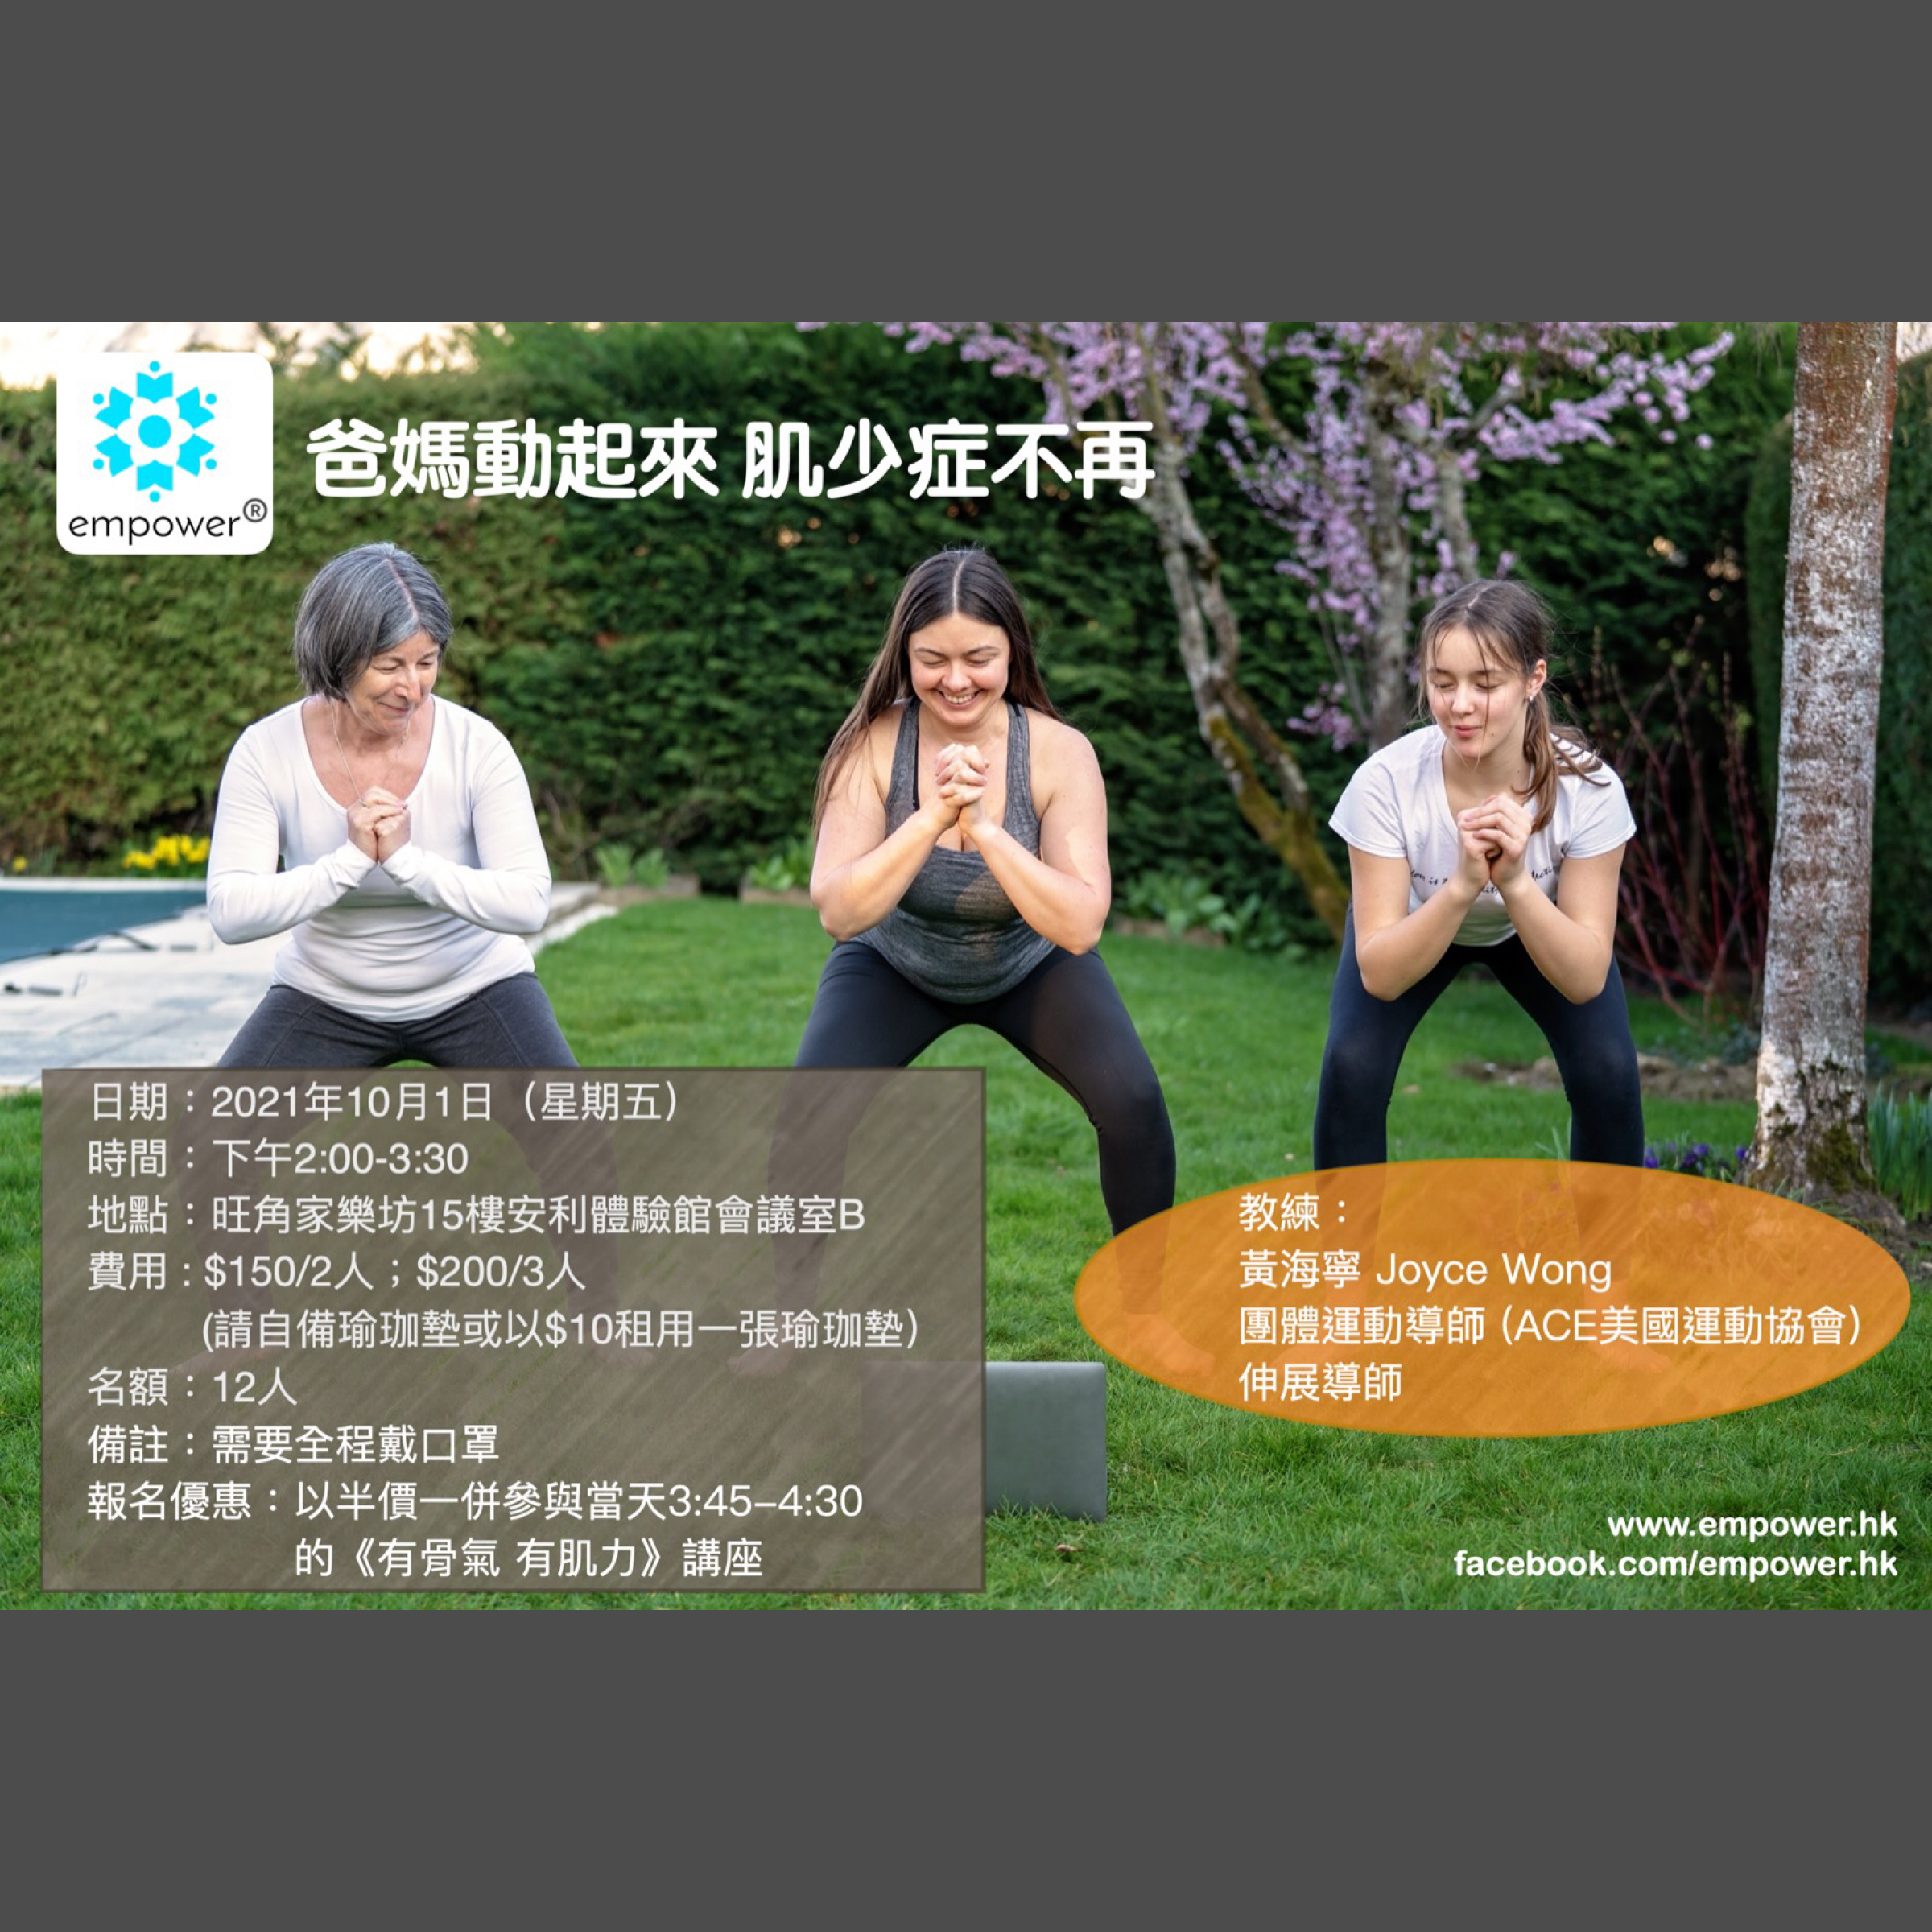 empower®
爸媽動起來 肌少症不再
日期：2021年10月1日（星期五）
時間：下午2:00-3:30
地點：旺角家樂坊15樓安利體驗館會議室B
費用：$150/2人；$200/3人
(請自備瑜珈墊或以$10租用一張瑜珈墊）
名額：12人
備註：需要全程戴口罩
報名優惠：以半價一併參與當天3:45–4:30
的《有骨氣 有肌力》講座
教練：
黃海寧 Joyce Wong
團體運動導師 (ACE美國運動協會）
伸展導師
www.empower.hk
facebook.com/empower.hk